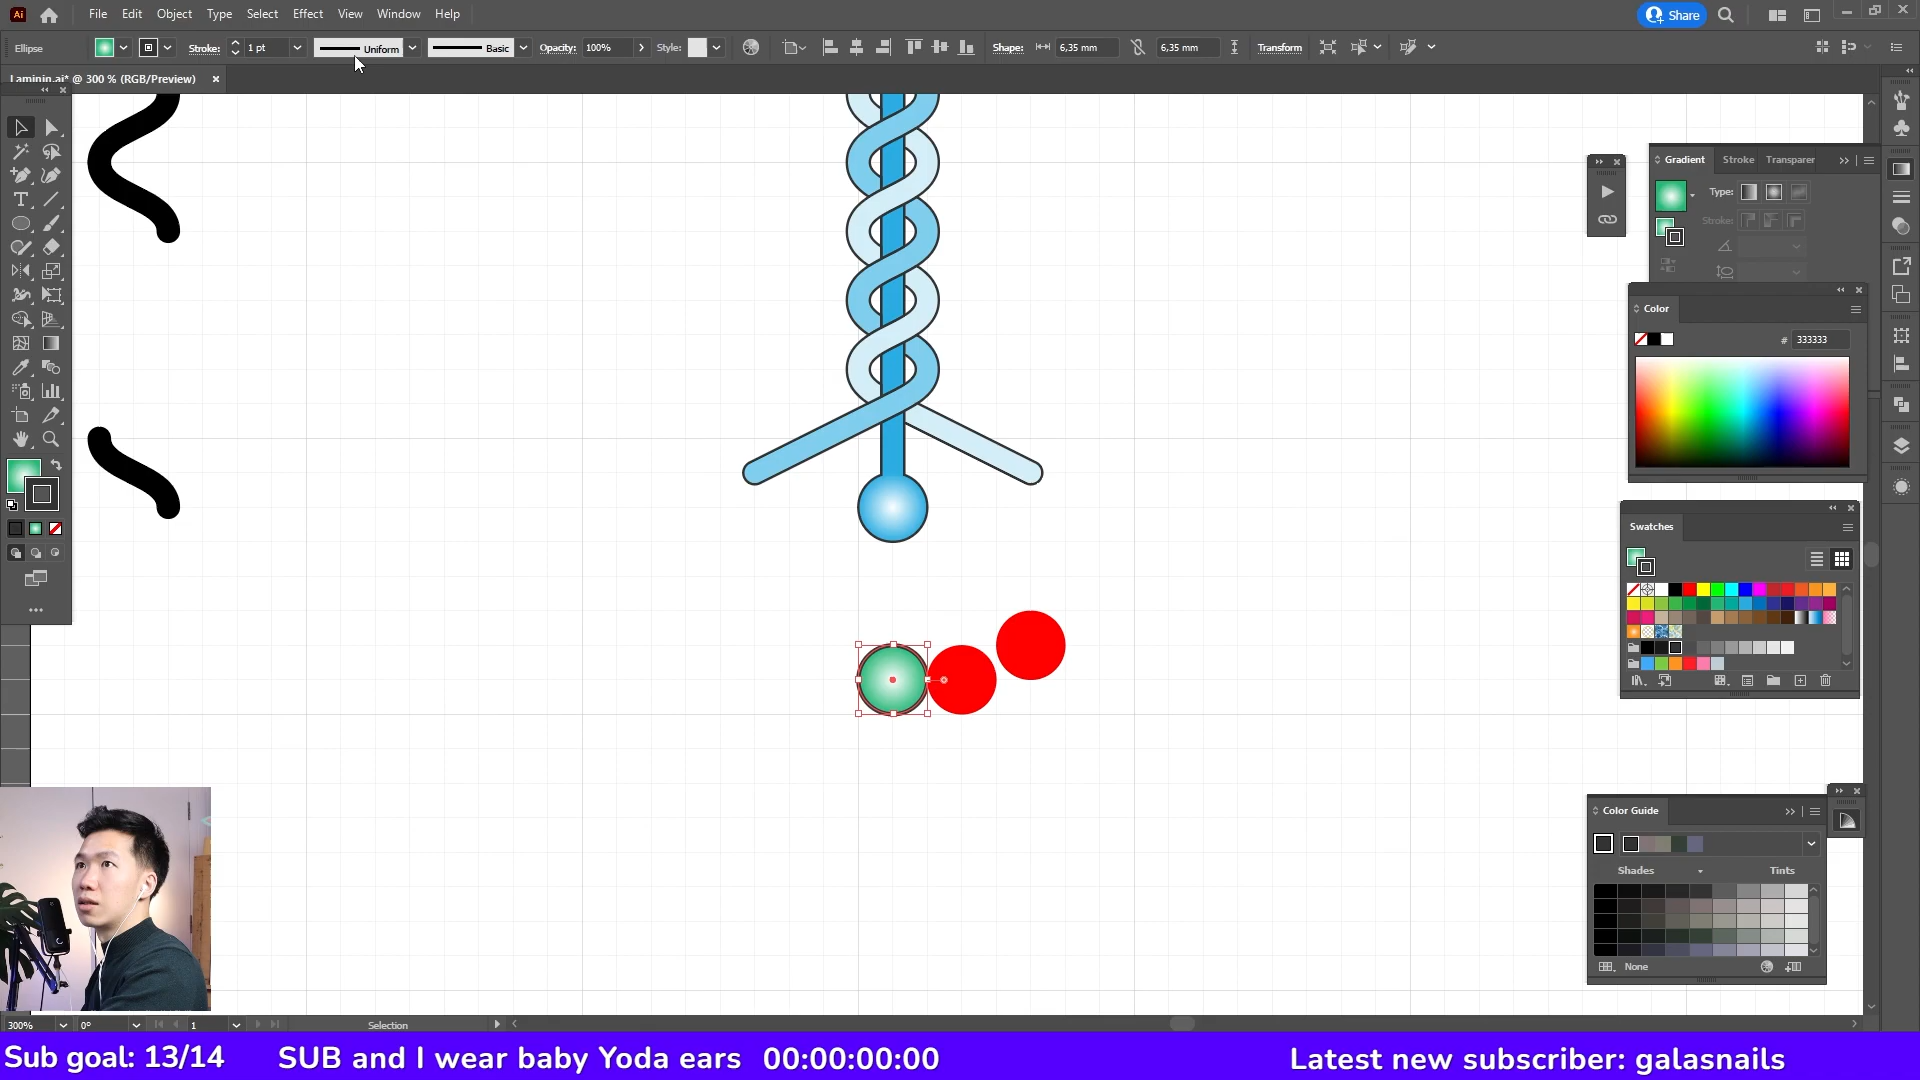 Ai File Edit Object Type Select Effect View Window Help Share
Ellipse Stroke: 1 pt Uniform Basic Opacity: 100% Style: Shape: 6,35 mm 6,35 mm Transform
Laminin.ai* @ 300 % (RGB/Preview)
Gradient Stroke Transparer
Type:
Stroke:
Color
# 333333
Swatches
Color Guide
Shades Tints
None
300% 0° 1 Selection
Sub goal: 13/14 SUB and I wear baby Yoda ears 00:00:00:00 Latest new subscriber: galasnails